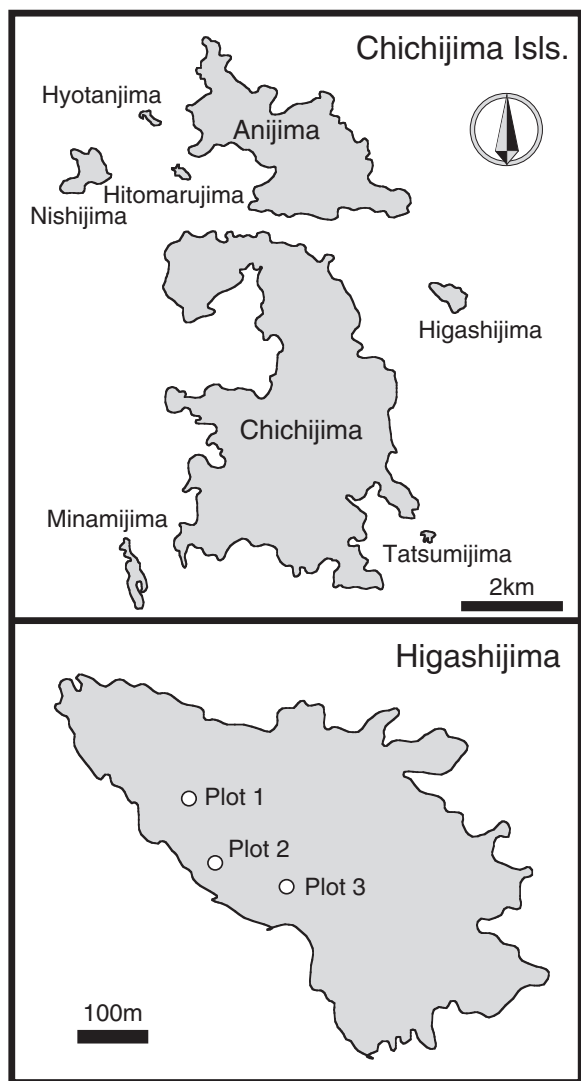 Chichijima Isls.
Hyotanjima
Anijima
Hitomarujima
Nishijima
Higashijima
Chichijima
Minamijima
Tatsumijima
2km
Higashijima
Plot 1
Plot 2
Plot 3
100m